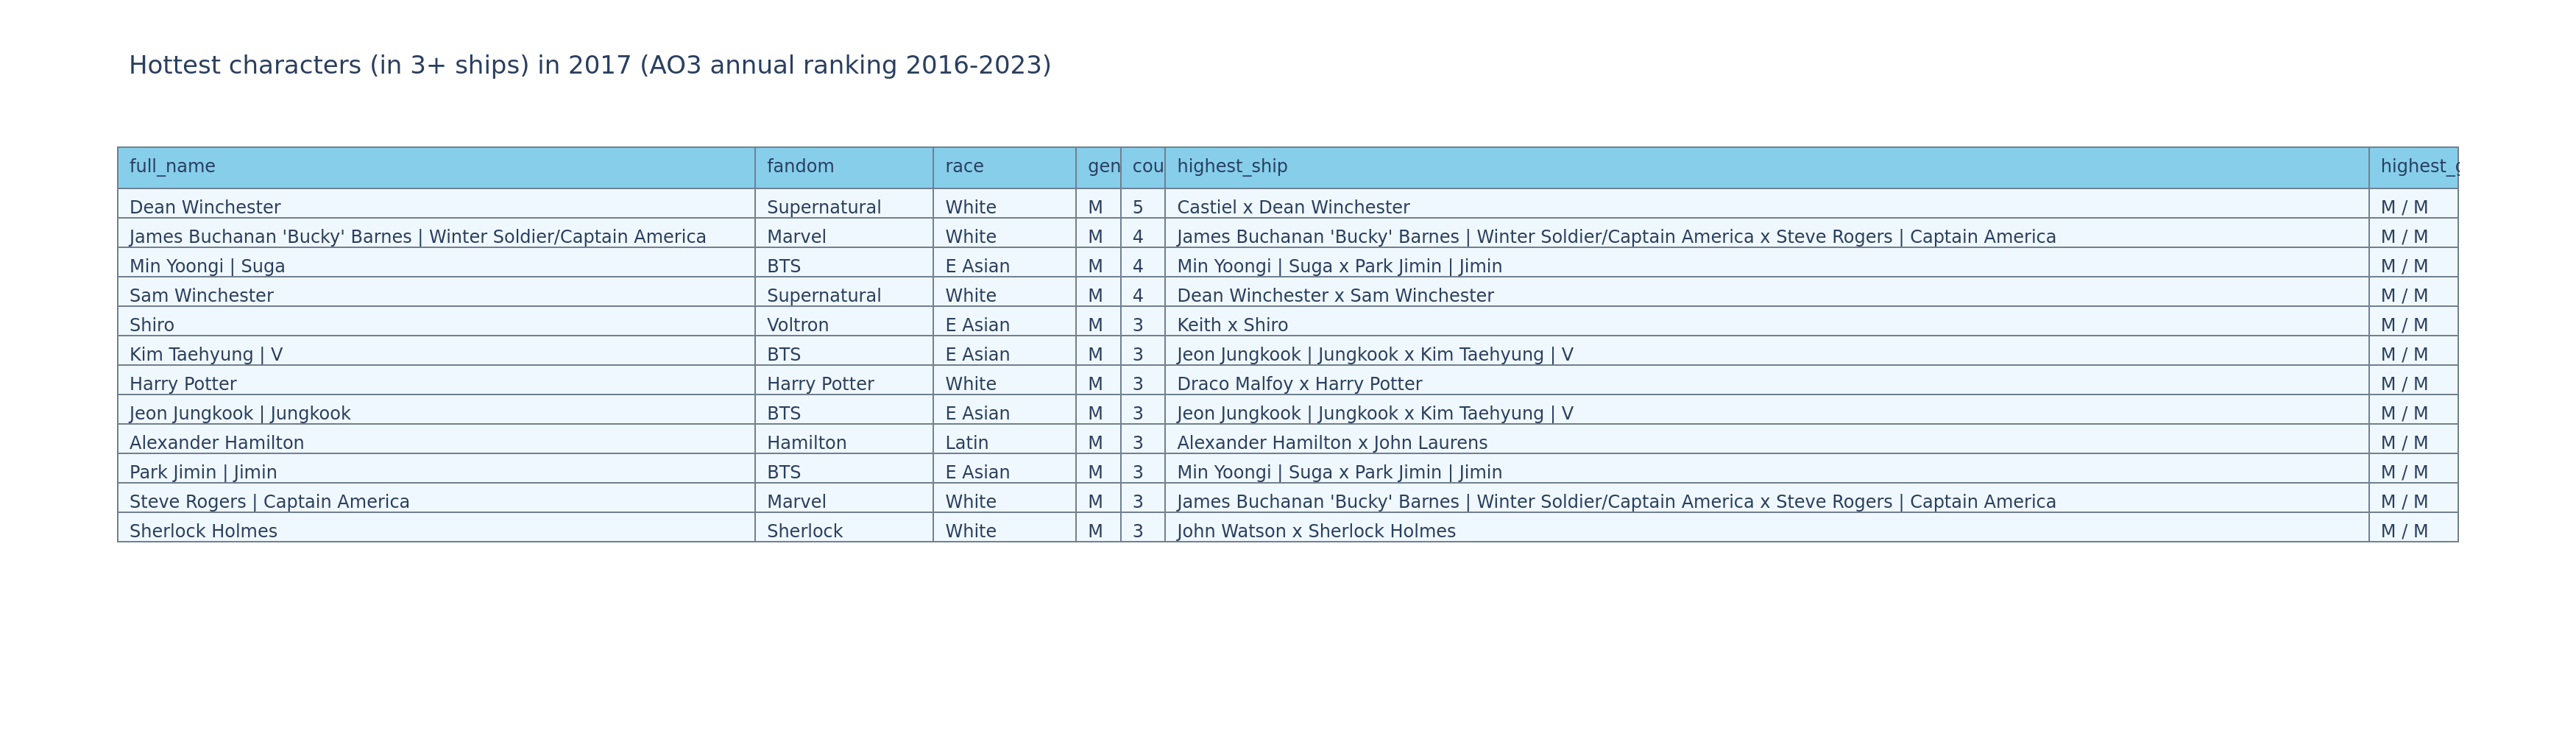 Hottest characters (in 3+ ships) in 2017 (AO3 annual ranking 2016-2023)
full_name fandom race gen cou highest_ship highest_g
Dean Winchester Supernatural White M 5 Castiel x Dean Winchester M / M
James Buchanan 'Bucky' Barnes | Winter Soldier/Captain America Marvel White M 4 James Buchanan 'Bucky' Barnes | Winter Soldier/Captain America x Steve Rogers | Captain America M / M
Min Yoongi | Suga BTS E Asian M 4 Min Yoongi | Suga x Park Jimin | Jimin M / M
Sam Winchester Supernatural White M 4 Dean Winchester x Sam Winchester M / M
Shiro Voltron E Asian M 3 Keith x Shiro M / M
Kim Taehyung | V BTS E Asian M 3 Jeon Jungkook | Jungkook x Kim Taehyung | V M / M
Harry Potter Harry Potter White M 3 Draco Malfoy x Harry Potter M / M
Jeon Jungkook | Jungkook BTS E Asian M 3 Jeon Jungkook | Jungkook x Kim Taehyung | V M / M
Alexander Hamilton Hamilton Latin M 3 Alexander Hamilton x John Laurens M / M
Park Jimin | Jimin BTS E Asian M 3 Min Yoongi | Suga x Park Jimin | Jimin M / M
Steve Rogers | Captain America Marvel White M 3 James Buchanan 'Bucky' Barnes | Winter Soldier/Captain America x Steve Rogers | Captain America M / M
Sherlock Holmes Sherlock White M 3 John Watson x Sherlock Holmes M / M